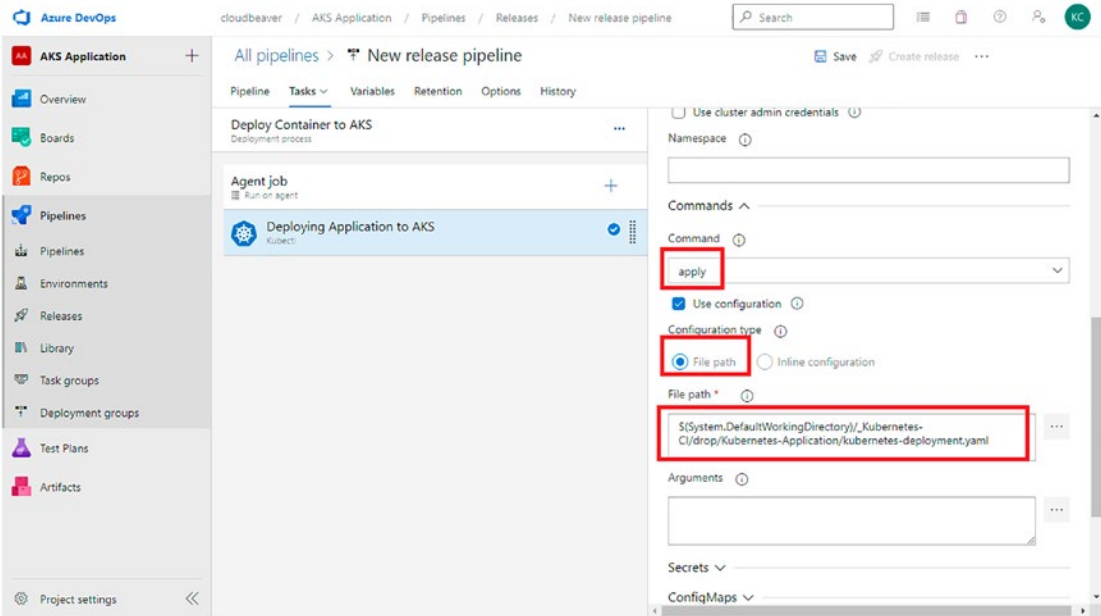 Azure DevOps
cloudbeaver / AKS Application / Pipelines / Releases / New release pipeline
Search
KC
AA AKS Application
Overview
Boards
Repos
Pipelines
Pipelines
Environments
Releases
Library
Task groups
Deployment groups
Test Plans
Artifacts
Project settings
All pipelines > New release pipeline
Save Create release ...
Pipeline Tasks Variables Retention Options History
Deploy Container to AKS
Deployment process
Agent job
Run on agent
Deploying Application to AKS
Kubectl
Use cluster admin credentials
Namespace
Commands
Command
apply
Use configuration
Configuration type
File path Inline configuration
File path *
$(System.DefaultWorkingDirectory)/_Kubernetes-
CI/drop/Kubernetes-Application/kubernetes-deployment.yaml
Arguments
Secrets
ConfigMaps